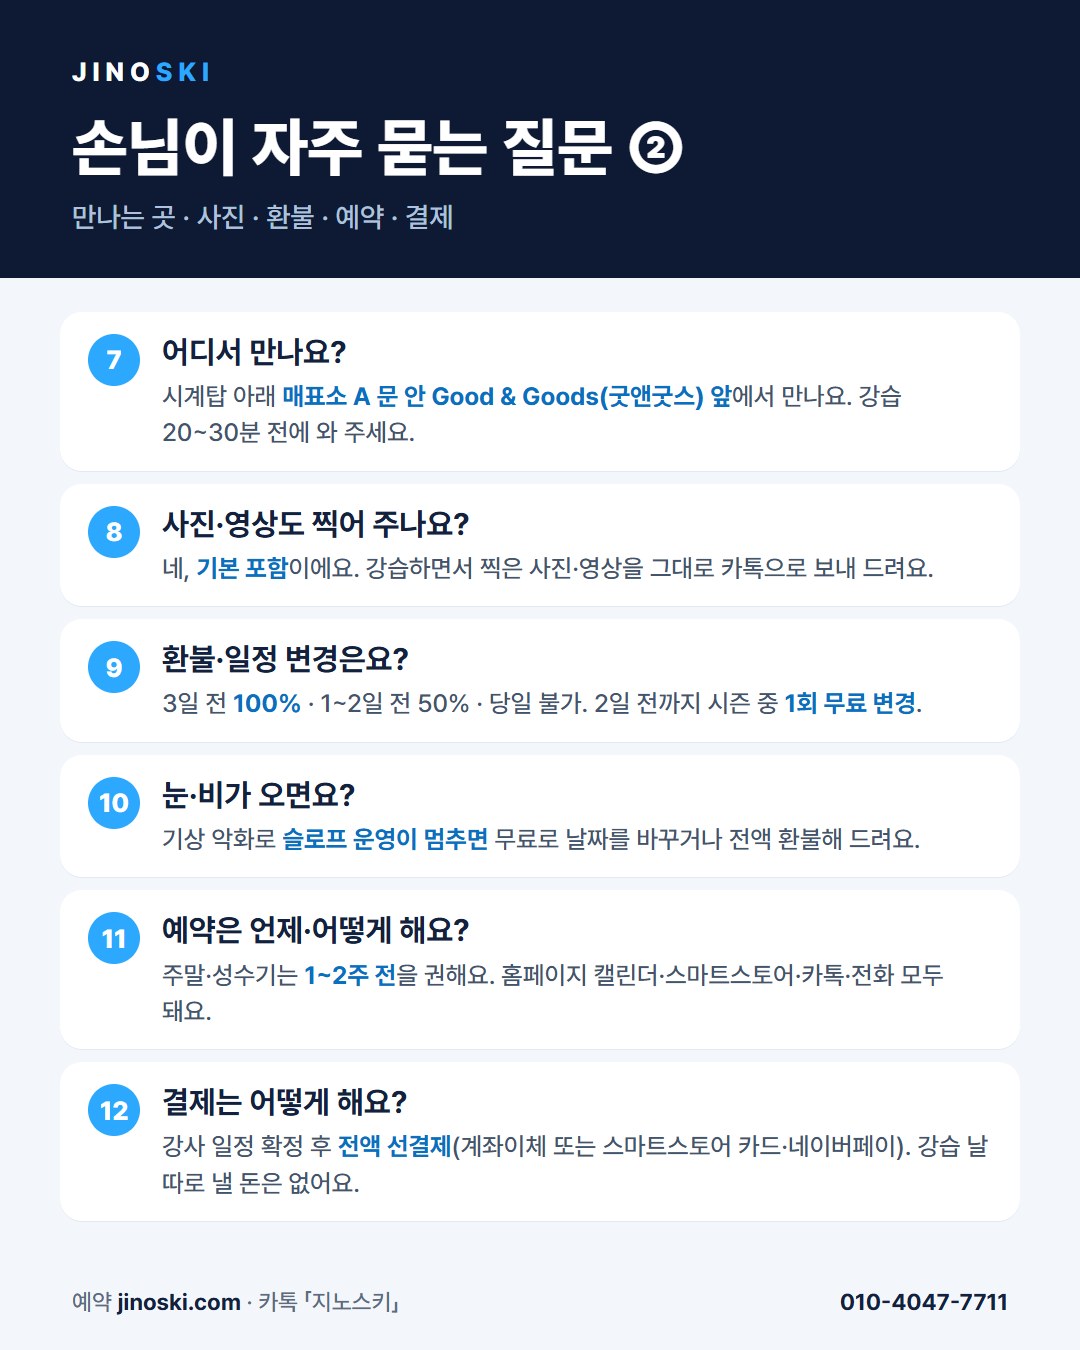 JINOSKI
손님이 자주 묻는 질문 ②
만나는 곳 · 사진 · 환불 · 예약 · 결제
7
어디서 만나요?
시계탑 아래 매표소 A 문 안 Good & Goods(굿앤굿스) 앞에서 만나요. 강습
20~30분 전에 와 주세요.
8
사진·영상도 찍어 주나요?
네, 기본 포함이에요. 강습하면서 찍은 사진·영상을 그대로 카톡으로 보내 드려요.
9
환불·일정 변경은요?
3일 전 100% · 1~2일 전 50% · 당일 불가. 2일 전까지 시즌 중 1회 무료 변경.
10
눈·비가 오면요?
기상 악화로 슬로프 운영이 멈추면 무료로 날짜를 바꾸거나 전액 환불해 드려요.
11
예약은 언제·어떻게 해요?
주말·성수기는 1~2주 전을 권해요. 홈페이지 캘린더·스마트스토어·카톡·전화 모두
돼요.
12
결제는 어떻게 해요?
강사 일정 확정 후 전액 선결제(계좌이체 또는 스마트스토어 카드·네이버페이). 강습 날
따로 낼 돈은 없어요.
예약 jinoski.com · 카톡 「지노스키」
010-4047-7711